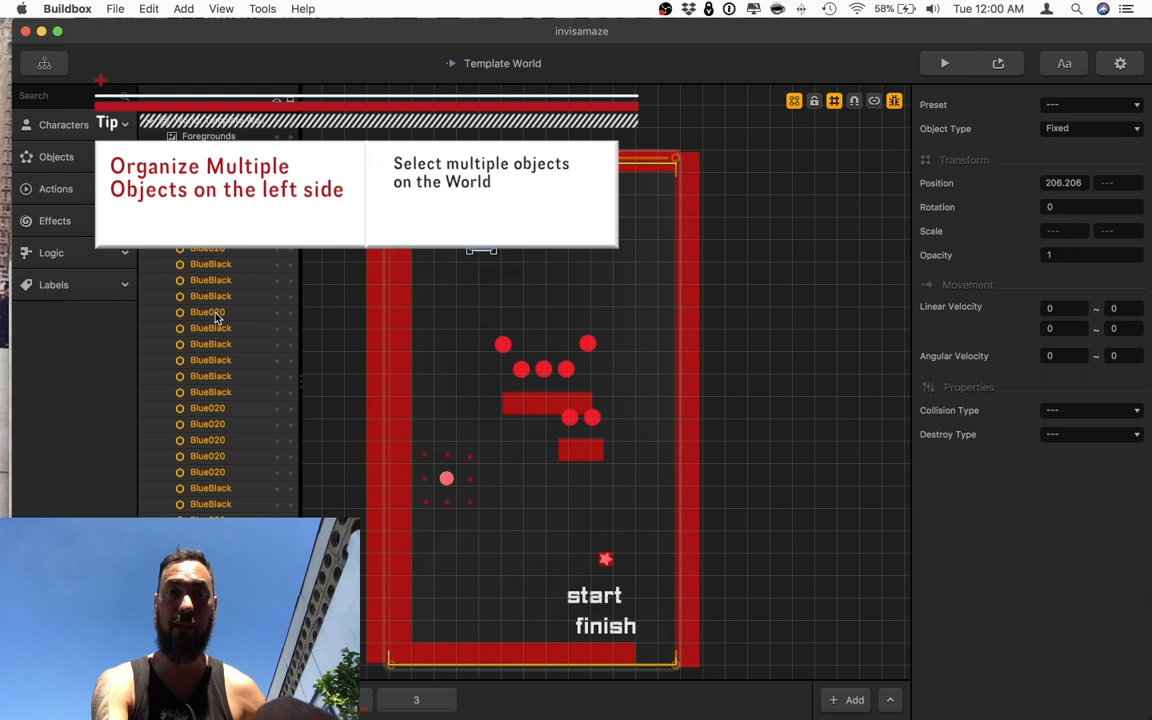 Buildbox File Edit Add View Tools Help 58% Tue 12:00 AM
invisamaze
Template World
Aa
Search
Characters
Objects
Actions
Effects
Logic
Labels
Tip
Foregrounds
Organize Multiple
Objects on the left side
Select multiple objects
on the World
BlueBlack
BlueBlack
BlueBlack
Blue020
BlueBlack
BlueBlack
BlueBlack
BlueBlack
BlueBlack
Blue020
Blue020
Blue020
Blue020
Blue020
BlueBlack
BlueBlack
start
finish
3
Add
Preset ---
Object Type Fixed
Transform
Position 206.206 ---
Rotation 0
Scale --- ---
Opacity 1
Movement
Linear Velocity 0 ~ 0
0 ~ 0
Angular Velocity 0 ~ 0
Properties
Collision Type ---
Destroy Type ---